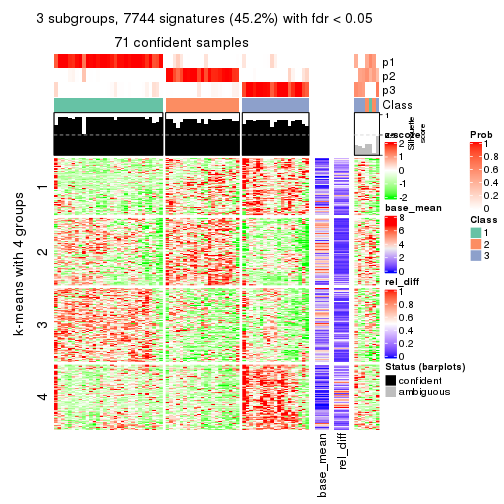 3 subgroups, 7744 signatures (45.2%) with fdr < 0.05
71 confident samples
p1
p2
p3
Class
1
Silhouette
score
k-means with 4 groups
1
2
3
4
base_mean
rel_diff
z-score
2
1
0
-1
-2
base_mean
8
6
4
2
0
rel_diff
1
0.8
0.6
0.4
0.2
0
Status (barplots)
confident
ambiguous
Prob
1
0.8
0.6
0.4
0.2
0
Class
1
2
3